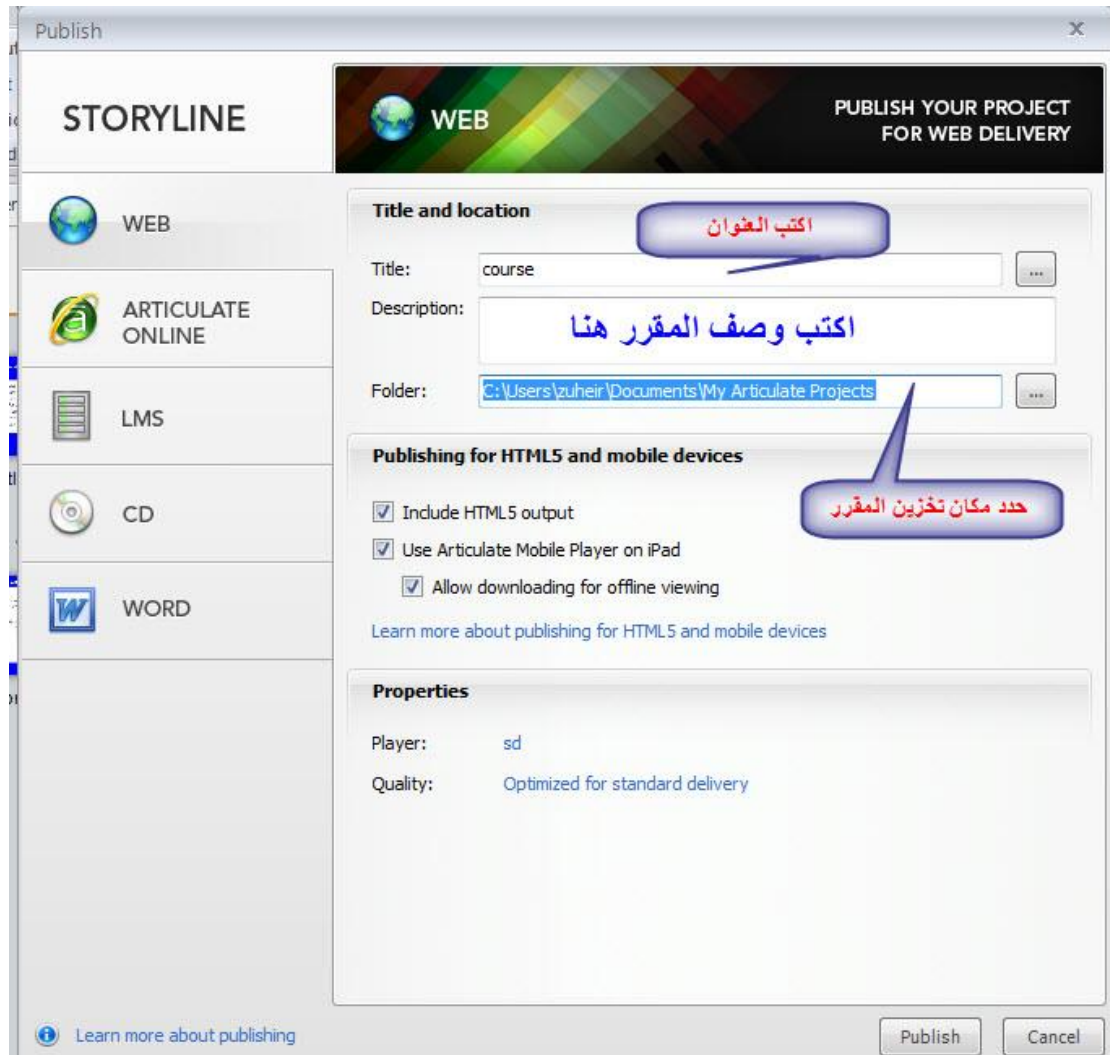 Publish
STORYLINE
WEB
PUBLISH YOUR PROJECT
FOR WEB DELIVERY
WEB
ARTICULATE
ONLINE
LMS
CD
WORD
Title and location
اكتب العنوان
Title: course ...
Description: اكتب وصف المقرر هنا
Folder: C:\Users\zuheir\Documents\My Articulate Projects ...
Publishing for HTML5 and mobile devices
حدد مكان تخزين المقرر
Include HTML5 output
Use Articulate Mobile Player on iPad
Allow downloading for offline viewing
Learn more about publishing for HTML5 and mobile devices
Properties
Player: sd
Quality: Optimized for standard delivery
Learn more about publishing
Publish Cancel